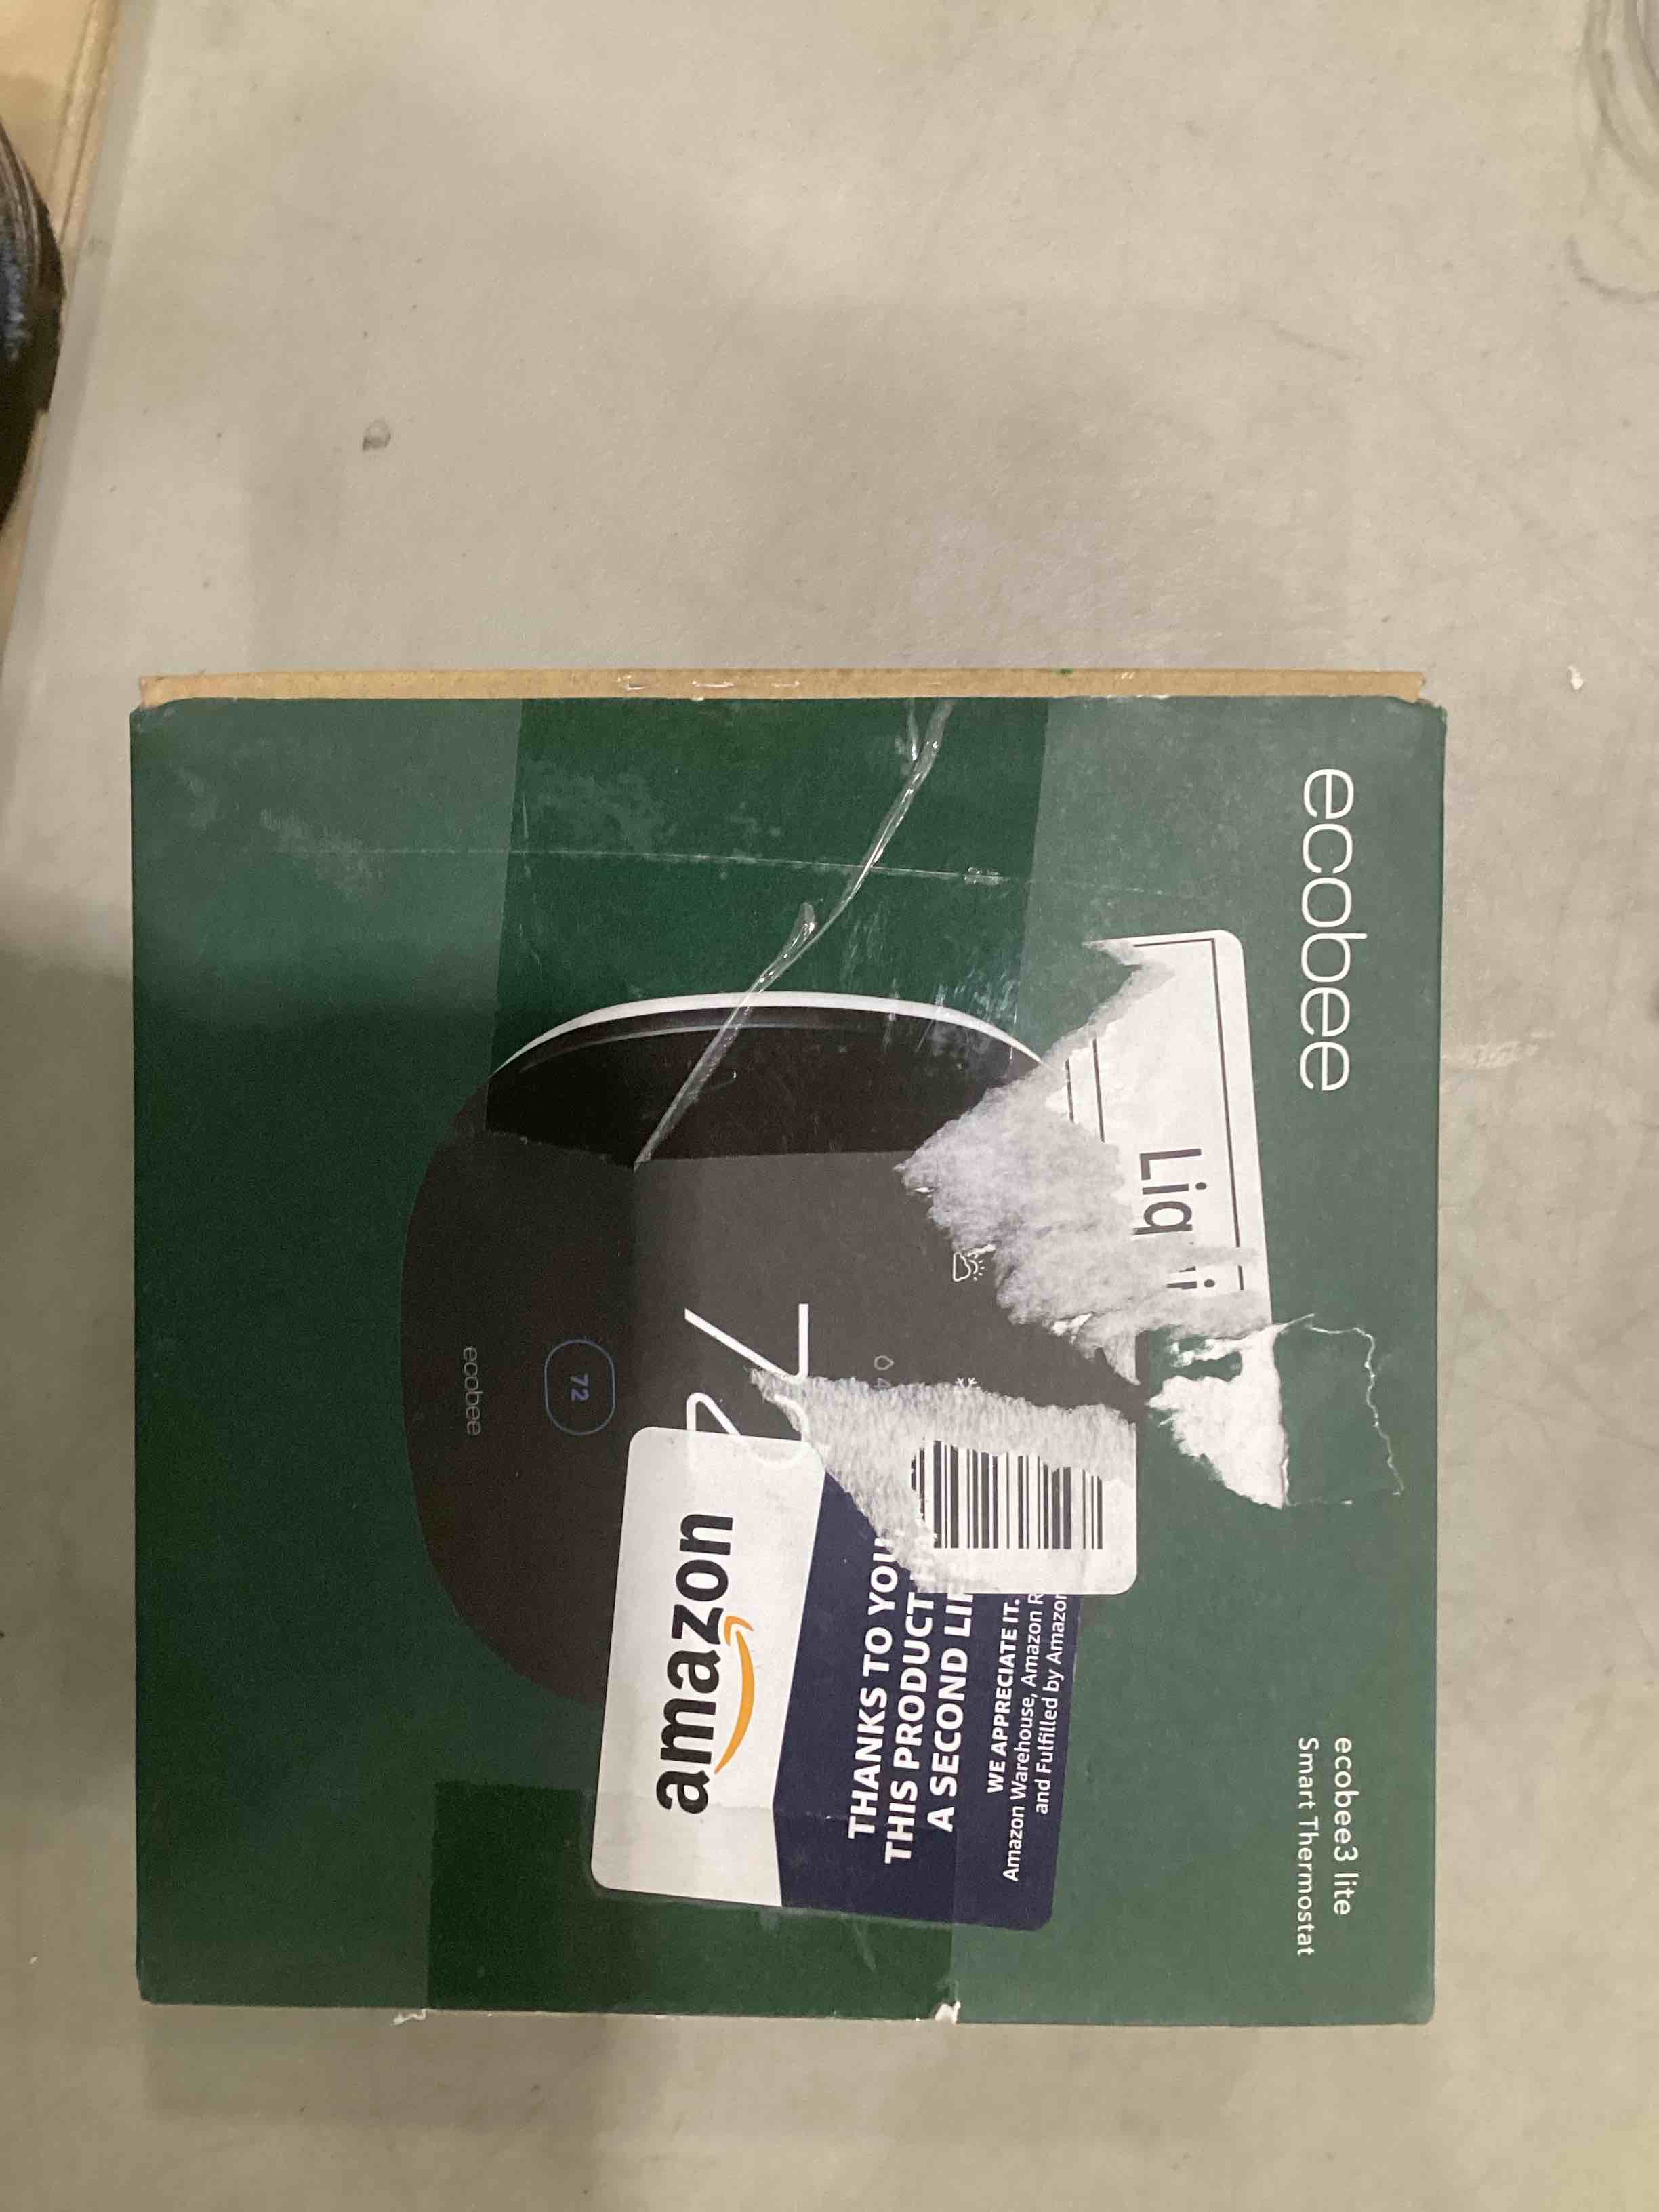 ecobee
ecobee3 lite
Smart Thermostat
72
72
ecobee
amazon
THANKS TO YOU
THIS PRODUCT
A SECOND
WE APPRECIATE IT.
Amazon Warehouse, Amazon
and Fulfilled by Amazon